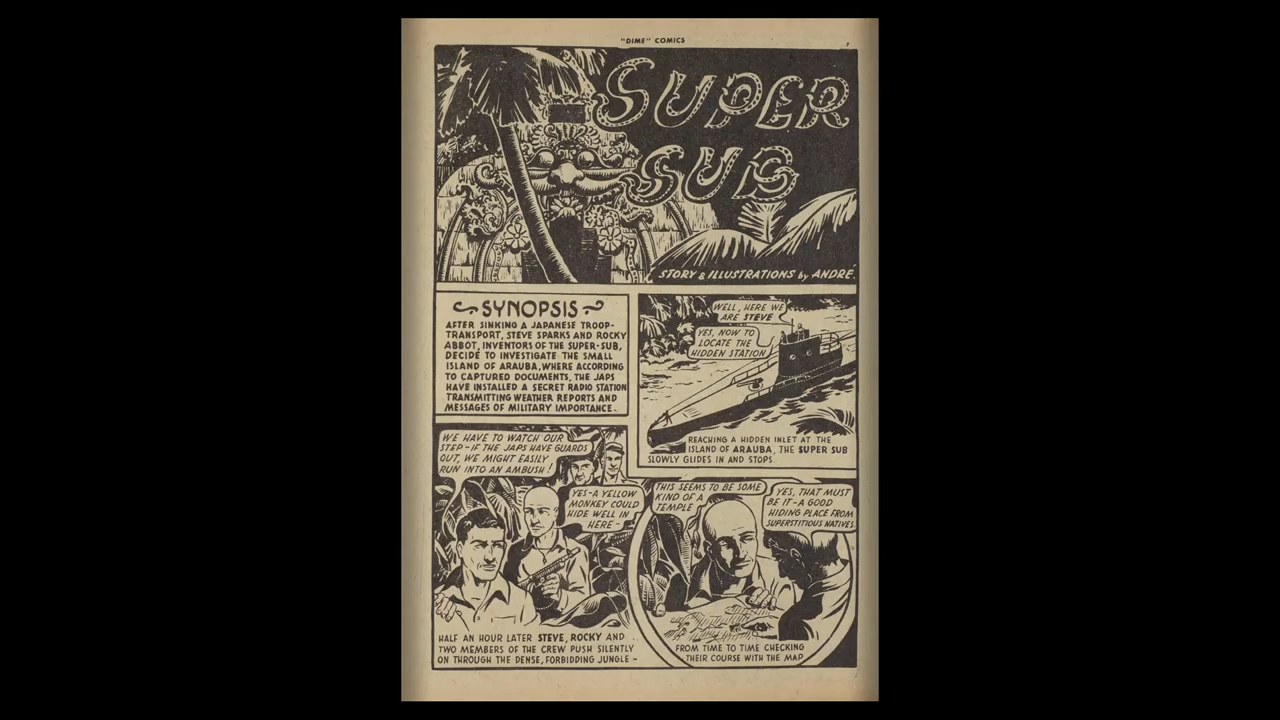 "DIME" COMICS
7
SUPER
SUB
STORY & ILLUSTRATIONS by ANDRÉ.
SYNOPSIS
AFTER SINKING A JAPANESE TROOP-
TRANSPORT, STEVE SPARKS AND ROCKY
ABBOT, INVENTORS OF THE SUPER-SUB,
DECIDE TO INVESTIGATE THE SMALL
ISLAND OF ARAUBA, WHERE ACCORDING
TO CAPTURED DOCUMENTS, THE JAPS
HAVE INSTALLED A SECRET RADIO STATION
TRANSMITTING WEATHER REPORTS AND
MESSAGES OF MILITARY IMPORTANCE.
WELL, HERE WE
ARE STEVE
YES, NOW TO
LOCATE THE
HIDDEN STATION
REACHING A HIDDEN INLET AT THE
ISLAND OF ARAUBA, THE SUPER SUB
SLOWLY GLIDES IN AND STOPS.
WE HAVE TO WATCH OUR
STEP-IF THE JAPS HAVE GUARDS
OUT, WE MIGHT EASILY
RUN INTO AN AMBUSH!
YES-A YELLOW
MONKEY COULD
HIDE WELL IN
HERE-
HALF AN HOUR LATER STEVE, ROCKY AND
TWO MEMBERS OF THE CREW PUSH SILENTLY
ON THROUGH THE DENSE, FORBIDDING JUNGLE-
THIS SEEMS TO BE SOME
KIND OF A
TEMPLE
YES, THAT MUST
BE IT-A GOOD
HIDING PLACE FROM
SUPERSTITIOUS NATIVES.
FROM TIME TO TIME CHECKING
THEIR COURSE WITH THE MAP